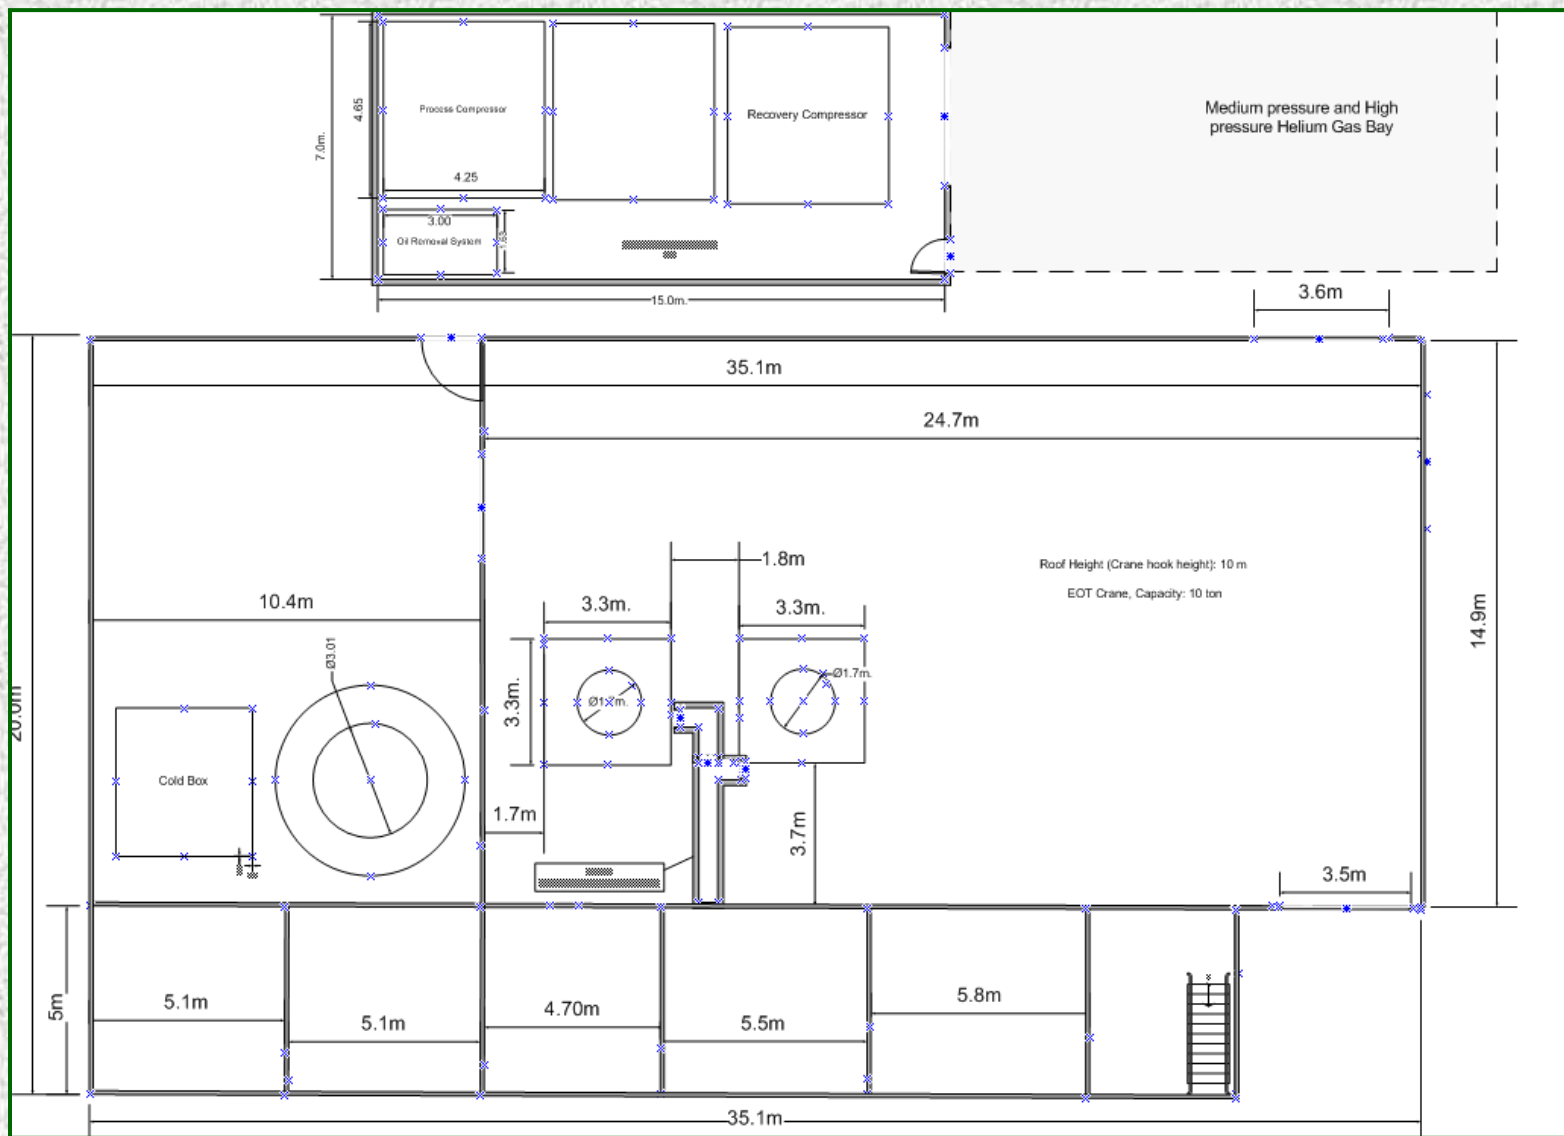 Process Compressor
Recovery Compressor
Medium pressure and High
pressure Helium Gas Bay
4.65
7.0m.
4.25
3.00
Oil Removal System
15.0m.
3.6m
35.1m
24.7m
1.8m
Roof Height (Crane hook height): 10 m
EOT Crane, Capacity: 10 ton
10.4m
3.3m.
3.3m.
14.9m
Ø3.01
Ø1.7m.
Ø1.7m.
3.3m.
20.0m
Cold Box
1.7m
3.7m
3.5m
5m
5.1m
5.1m
4.70m
5.5m
5.8m
35.1m